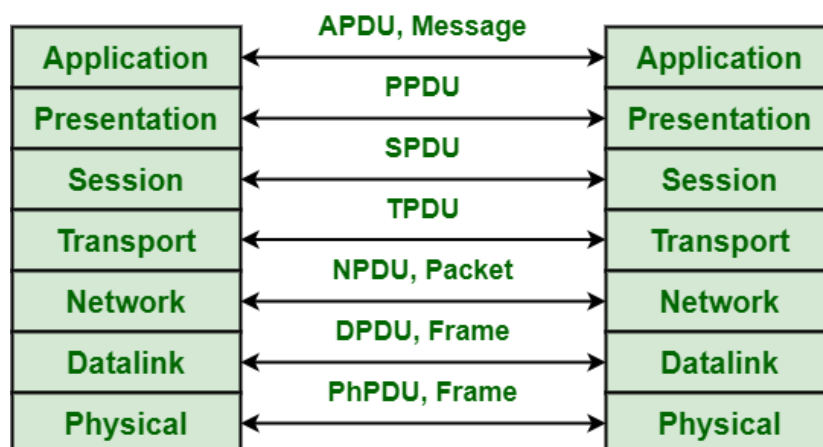 APDU, Message
Application Application
PPDU
Presentation Presentation
SPDU
Session Session
TPDU
Transport Transport
NPDU, Packet
Network Network
DPDU, Frame
Datalink Datalink
PhPDU, Frame
Physical Physical